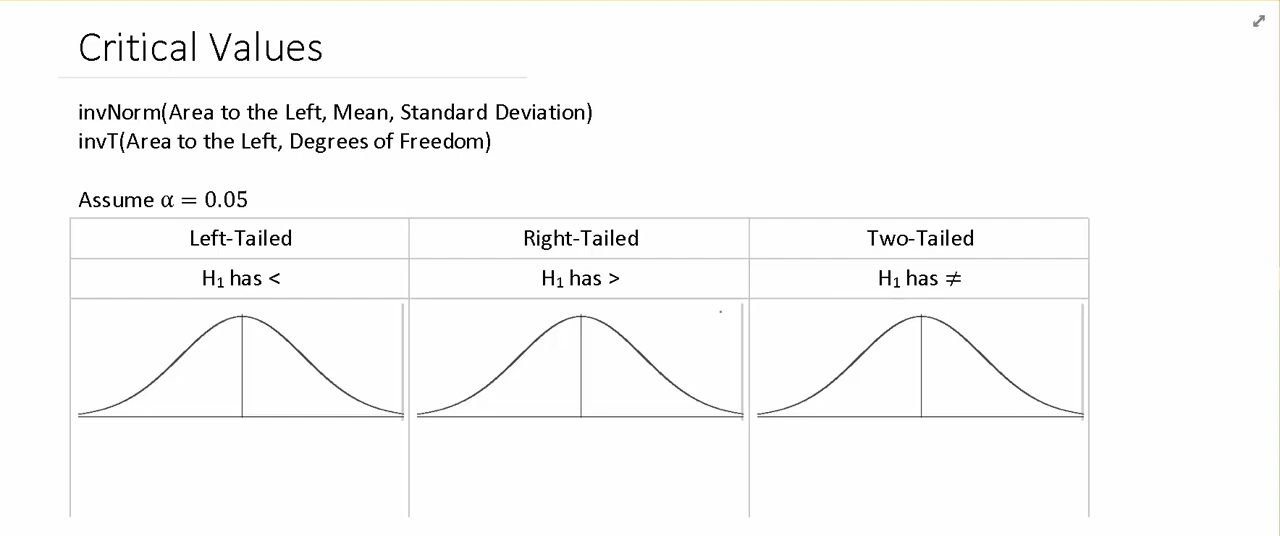 Critical Values
invNorm(Area to the Left, Mean, Standard Deviation)
invT(Area to the Left, Degrees of Freedom)
Assume α = 0.05
Left-Tailed Right-Tailed Two-Tailed
H₁ has < H₁ has > H₁ has ≠